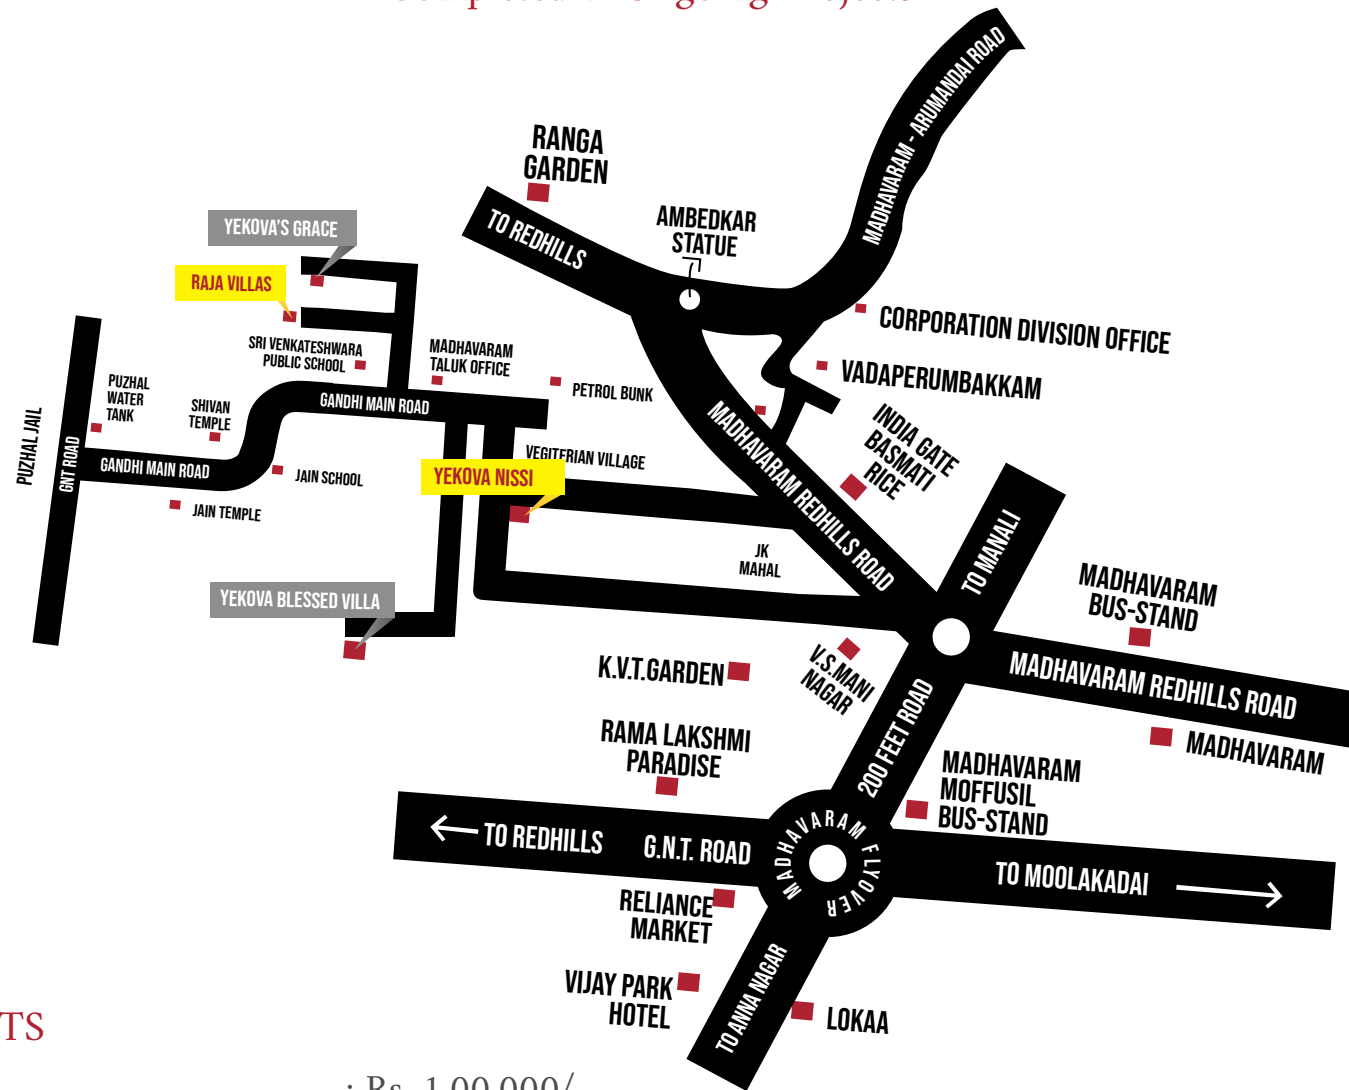 MADHAVARAM - ARUMANDAI ROAD
RANGA
GARDEN
TO REDHILLS
AMBEDKAR
STATUE
YEKOVA'S GRACE
RAJA VILLAS
CORPORATION DIVISION OFFICE
VADAPERUMBAKKAM
SRI VENKATESHWARA
PUBLIC SCHOOL
MADHAVARAM
TALUK OFFICE
PETROL BUNK
PUZHAL
WATER
TANK
SHIVAN
TEMPLE
GANDHI MAIN ROAD
PUZHAL JAIL
GNT ROAD
GANDHI MAIN ROAD
JAIN SCHOOL
JAIN TEMPLE
VEGITERIAN VILLAGE
YEKOVA NISSI
MADHAVARAM REDHILLS ROAD
INDIA GATE
BASMATI
RICE
JK
MAHAL
TO MANALI
YEKOVA BLESSED VILLA
MADHAVARAM
BUS-STAND
K.V.T.GARDEN
V.S.MANI
NAGAR
MADHAVARAM REDHILLS ROAD
MADHAVARAM
200 FEET ROAD
RAMA LAKSHMI
PARADISE
MADHAVARAM
MOFFUSIL
BUS-STAND
TO REDHILLS G.N.T. ROAD
MADHAVARAM FLYOVER
TO MOOLAKADAI
RELIANCE
MARKET
VIJAY PARK
HOTEL
TO ANNA NAGAR
LOKAA
TS
: Rs. 1,00,000/